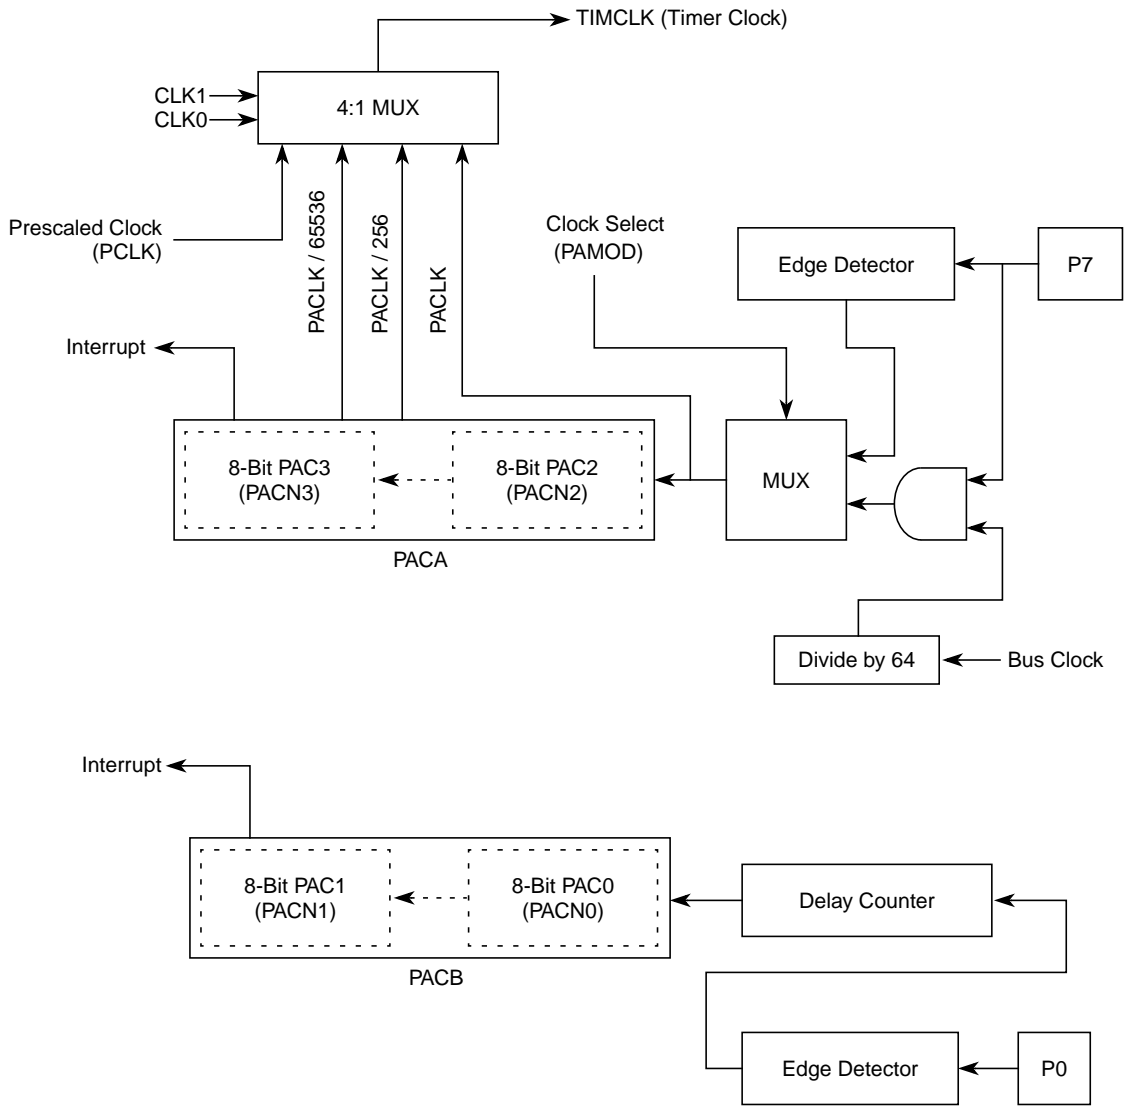 TIMCLK (Timer Clock)
CLK1
CLK0
4:1 MUX
Prescaled Clock
(PCLK)
PACLK / 65536
PACLK / 256
PACLK
Clock Select
(PAMOD)
Edge Detector
P7
Interrupt
8-Bit PAC3
(PACN3)
8-Bit PAC2
(PACN2)
MUX
PACA
Divide by 64
Bus Clock
Interrupt
8-Bit PAC1
(PACN1)
8-Bit PAC0
(PACN0)
Delay Counter
PACB
Edge Detector
P0